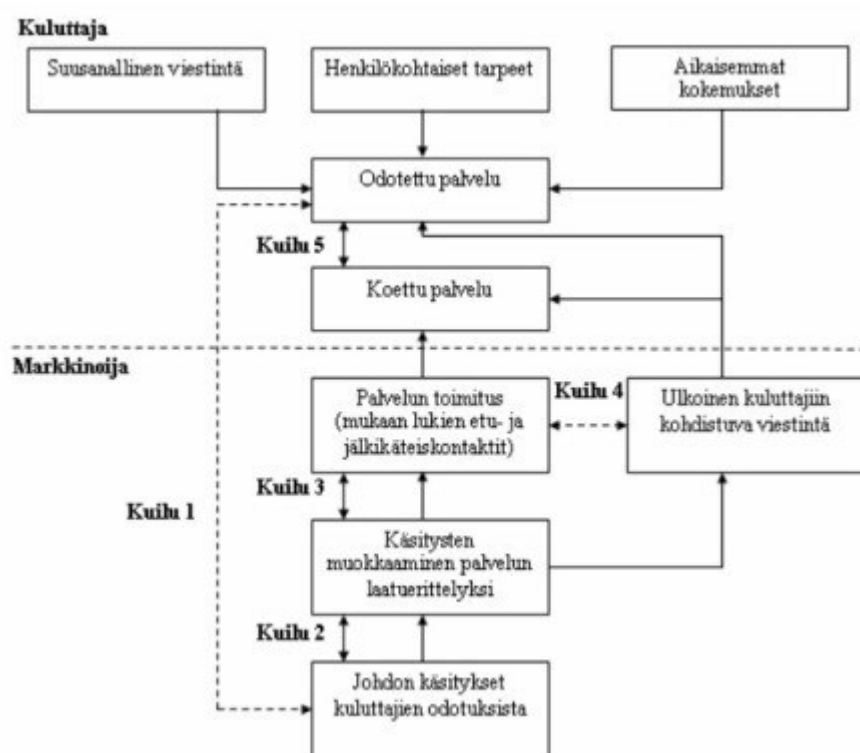 Kuluttaja
Suusanallinen viestintä
Henkilökohtaiset tarpeet
Aikaisemmat
kokemukset
Odotettu palvelu
Kuilu 5
Koettu palvelu
Markkinoija
Palvelun toimitus
(mukaan lukien etu- ja
jälkikäteiskontaktit)
Kuilu 4
Ulkoinen kuluttajiin
kohdistuva viestintä
Kuilu 3
Kuilu 1
Käsitysten
muokkaaminen palvelun
laatuerittelyksi
Kuilu 2
Johdon käsitykset
kuluttajien odotuksista